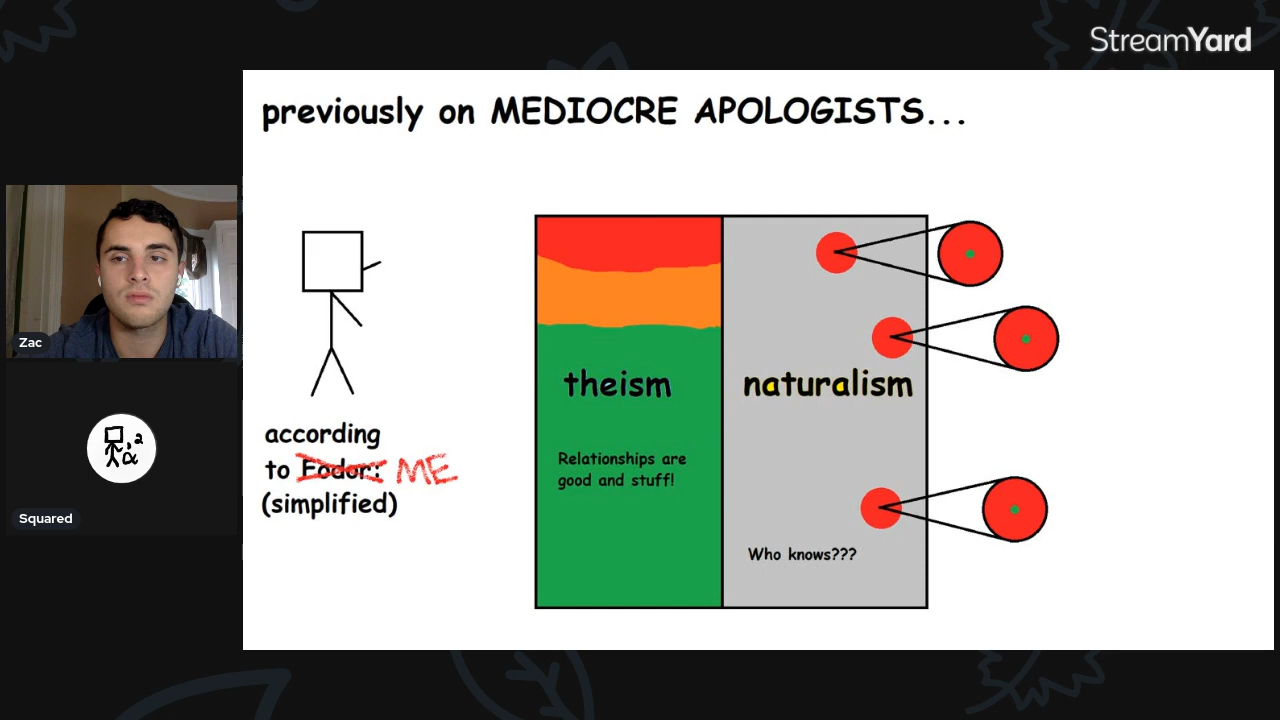 StreamYard
previously on MEDIOCRE APOLOGISTS...
according
to Fodor: ME
(simplified)
theism
naturalism
Relationships are
good and stuff!
Who knows???
Zac
Squared